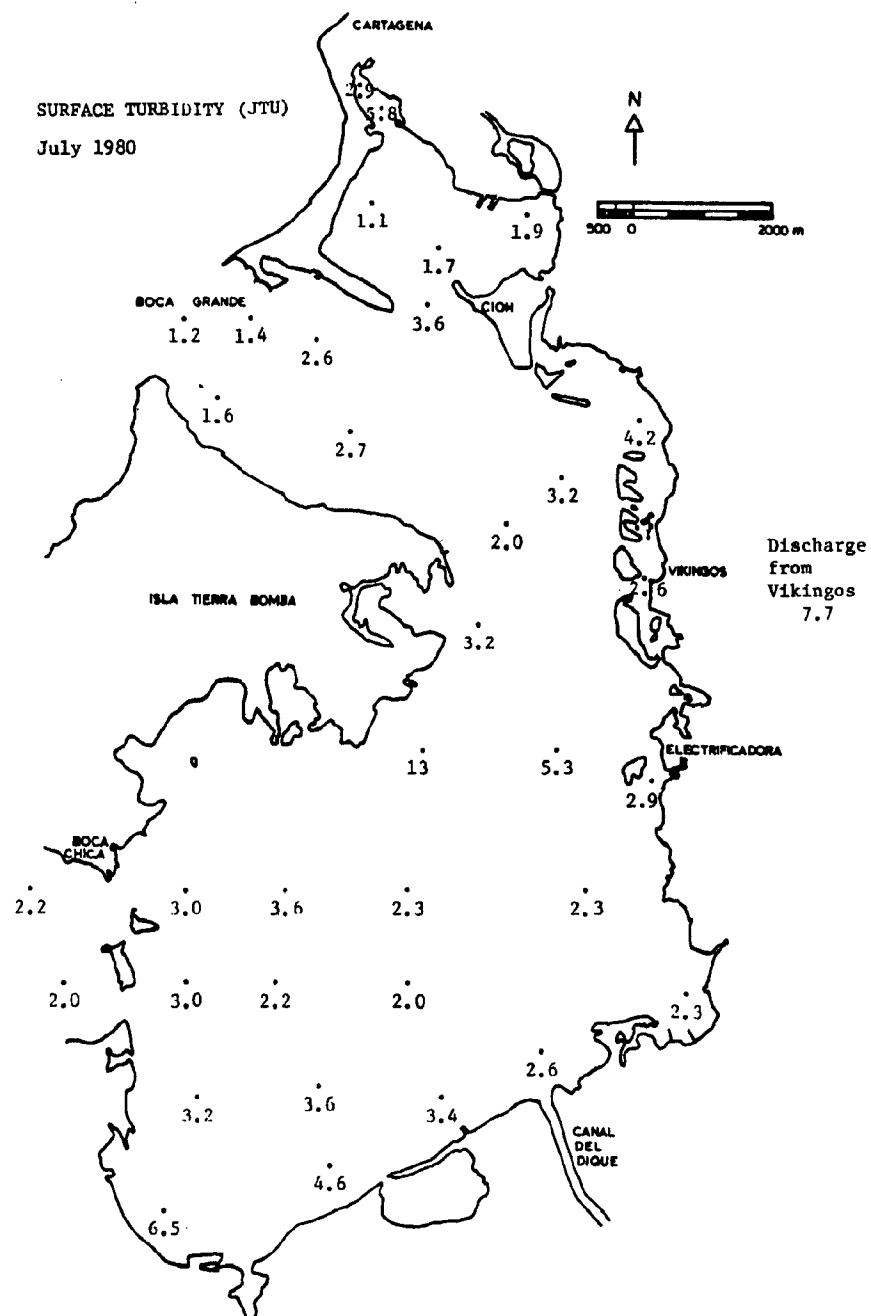 CARTAGENA
SURFACE TURBIDITY (JTU)
July 1980
2.9
5.8
N
500 0 2000 m
1.1
1.9
1.7
BOCA GRANDE
CIOH
1.2
1.4
3.6
2.6
1.6
2.7
4.2
3.2
2.0
Discharge
from
Vikingos
7.7
VIKINGOS
2.6
ISLA TIERRA BOMBA
3.2
ELECTRIFICADORA
13
5.3
2.9
BOCA
CHICA
2.2
3.0
3.6
2.3
2.3
2.0
3.0
2.2
2.0
2.3
2.6
3.2
3.6
3.4
CANAL
DEL
DIQUE
4.6
6.5